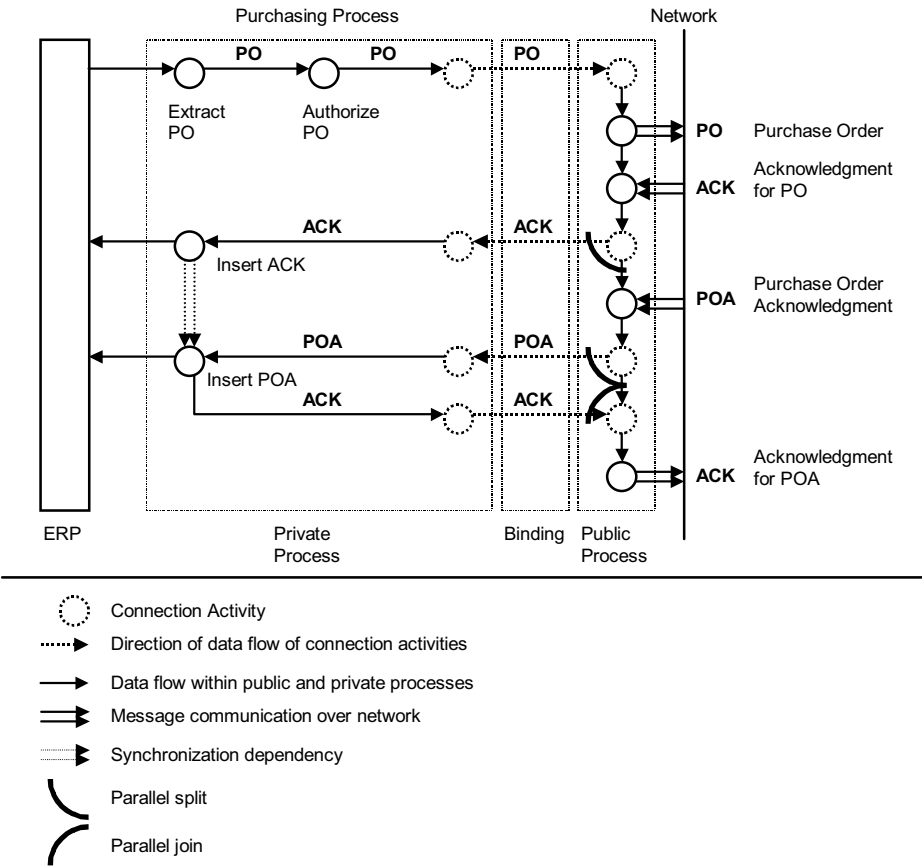 Purchasing Process
Network
PO
PO
PO
Extract
PO
Authorize
PO
PO
Purchase Order
ACK
Acknowledgment
for PO
ACK
ACK
Insert ACK
POA
Purchase Order
Acknowledgment
POA
POA
Insert POA
ACK
ACK
ACK
Acknowledgment
for POA
ERP
Private
Process
Binding
Public
Process
Connection Activity
Direction of data flow of connection activities
Data flow within public and private processes
Message communication over network
Synchronization dependency
Parallel split
Parallel join